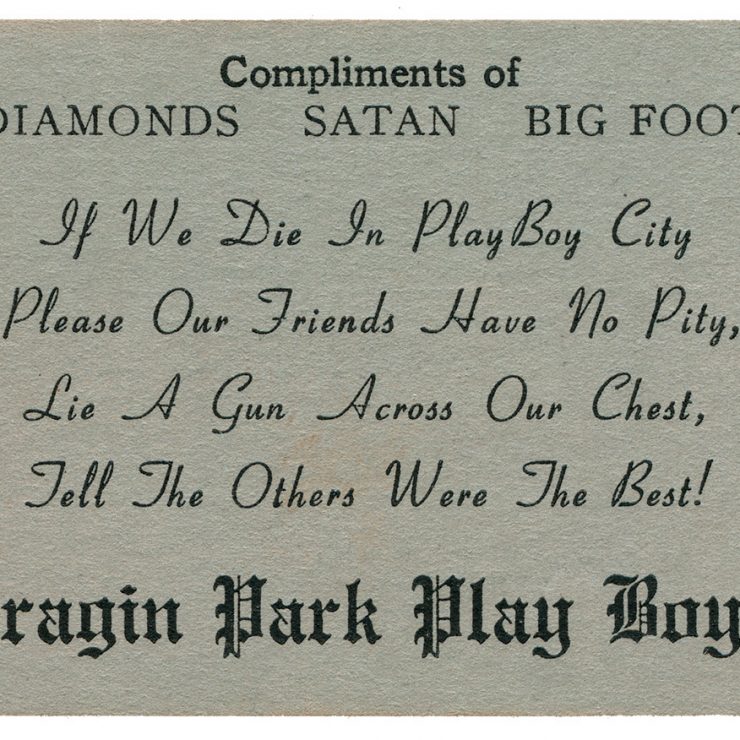 Compliments of
DIAMONDS SATAN BIG FOOT
If We Die In PlayBoy City
Please Our Friends Have No Pity,
Lie A Gun Across Our Chest,
Tell The Others Were The Best!
ragin Park Play Boy